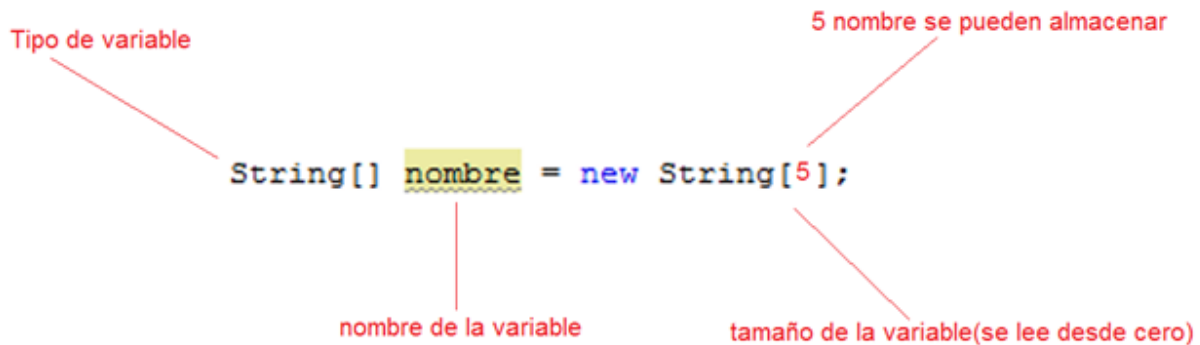 5 nombre se pueden almacenar
Tipo de variable
String[] nombre = new String[5];
nombre de la variable
tamaño de la variable(se lee desde cero)